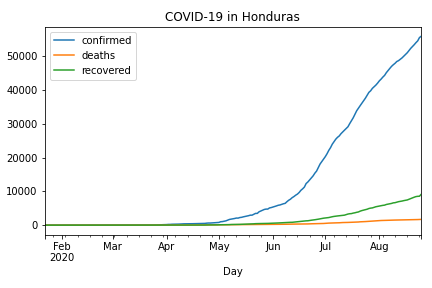 COVID-19 in Honduras
confirmed
deaths
recovered
50000
40000
30000
20000
10000
0
Feb Mar Apr May Jun Jul Aug
2020
Day